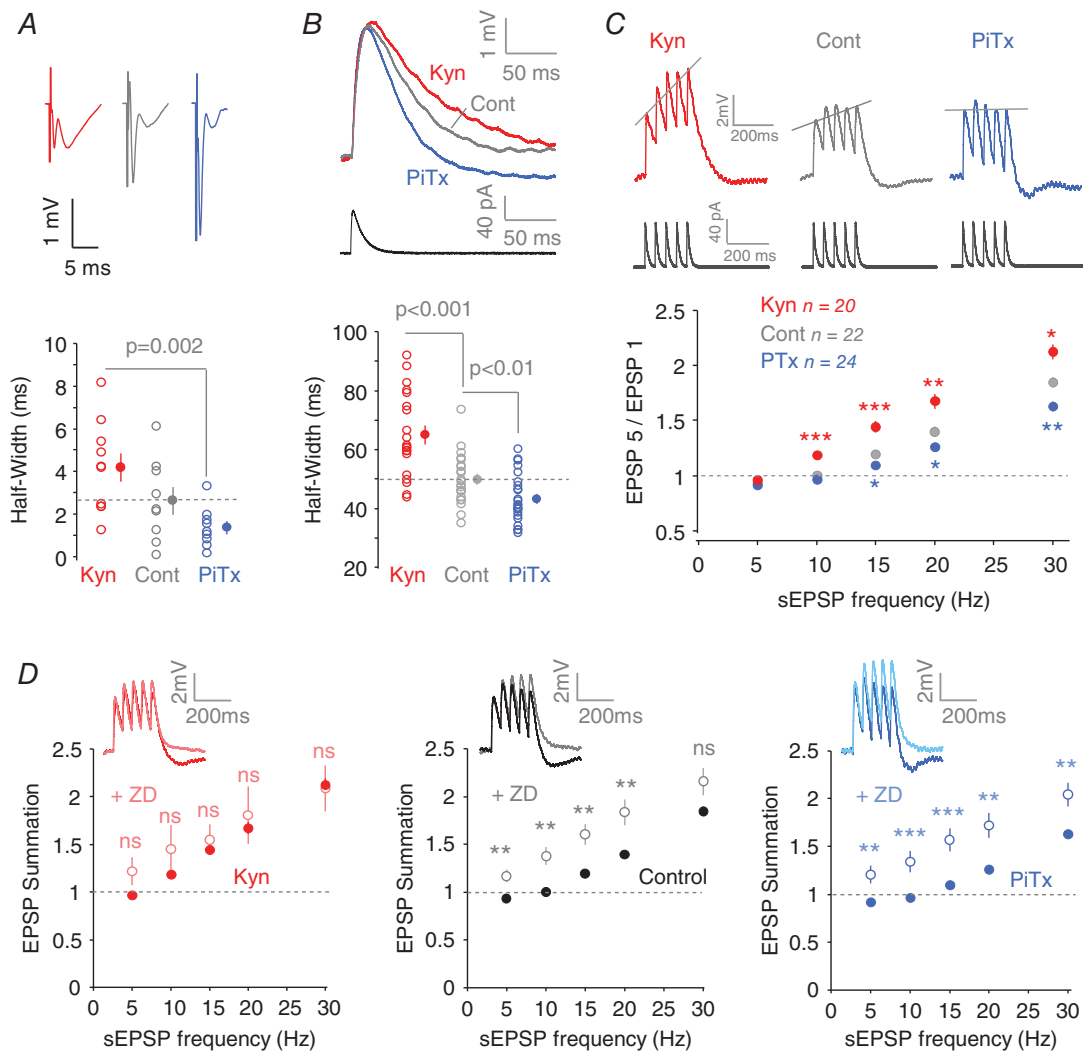 A
1 mV
5 ms
Half-Width (ms)
10
8
6
4
2
0
p=0.002
Kyn
Cont
PiTx
B
1 mV
50 ms
Kyn
Cont
PiTx
40 pA
50 ms
Half-Width (ms)
100
80
60
40
20
p<0.001
p<0.01
Kyn
Cont
PiTx
C
Kyn
Cont
PiTx
2mV
200ms
40 pA
200 ms
EPSP 5 / EPSP 1
2.5
2
1.5
1
0.5
Kyn n = 20
Cont n = 22
PTx n = 24
***
***
**
*
*
*
**
0 5 10 15 20 30
sEPSP frequency (Hz)
D
2mV
200ms
EPSP Summation
2.5
2
1.5
1
0.5
0
+ ZD
ns
ns
ns
ns
ns
Kyn
0 5 10 15 20 30
sEPSP frequency (Hz)
2mV
200ms
EPSP Summation
2.5
2
1.5
1
0.5
0
+ ZD
**
**
**
**
ns
Control
0 5 10 15 20 30
sEPSP frequency (Hz)
2mV
200ms
EPSP Summation
2.5
2
1.5
1
0.5
0
+ ZD
**
***
***
**
**
PiTx
0 5 10 15 20 30
sEPSP frequency (Hz)